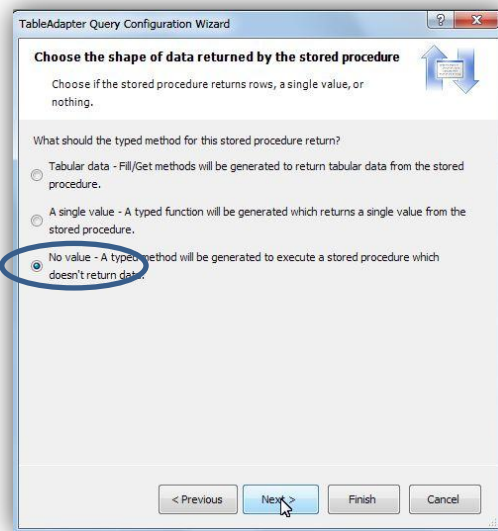 TableAdapter Query Configuration Wizard
Choose the shape of data returned by the stored procedure
Choose if the stored procedure returns rows, a single value, or
nothing.
What should the typed method for this stored procedure return?
Tabular data - Fill/Get methods will be generated to return tabular data from the stored
procedure.
A single value - A typed function will be generated which returns a single value from the
stored procedure.
No value - A typed method will be generated to execute a stored procedure which
doesn't return data.
< Previous
Next >
Finish
Cancel